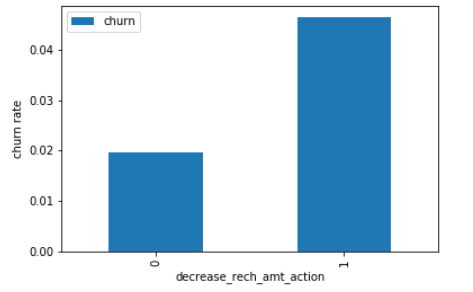 churn
0.04
0.03
0.02
0.01
0.00
churn rate
0
1
decrease_rech_amt_action